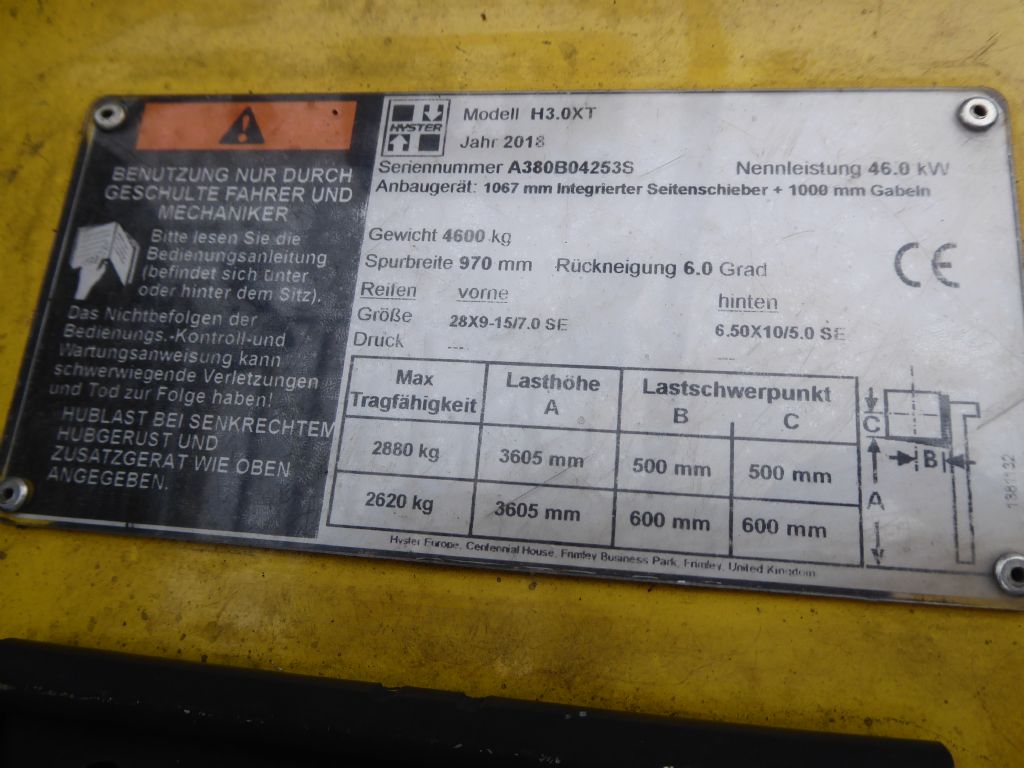 BENUTZUNG NUR DURCH
GESCHULTE FAHRER UND
MECHANIKER
Bitte lesen Sie die
Bedienungsanleitung
(befindet sich unter
oder hinter dem Sitz).
Das Nichtbefolgen der
Bedienungs.-Kontroll-und
Wartungsanweisung kann
schwerwiegende Verletzungen
und Tod zur Folge haben!
HUBLAST BEI SENKRECHTEM
HUBGERUST UND
ZUSATZGERAT WIE OBEN
ANGEGEBEN.
HYSTER
Modell H3.0XT
Jahr 2018
Seriennummer A380B04253S Nennleistung 46.0 kW
Anbaugerät: 1067 mm Integrierter Seitenschieber + 1000 mm Gabeln
Gewicht 4600 kg
Spurbreite 970 mm Rückneigung 6.0 Grad
CE
Reifen vorne hinten
Größe 28X9-15/7.0 SE 6.50X10/5.0 SE
Druck --- ---
Max Lasthöhe Lastschwerpunkt
Tragfähigkeit A B C
2880 kg 3605 mm 500 mm 500 mm
2620 kg 3605 mm 600 mm 600 mm
C
B
A
1381132
Hyster Europe, Centennial House, Frimley Business Park, Frimley, United Kingdom